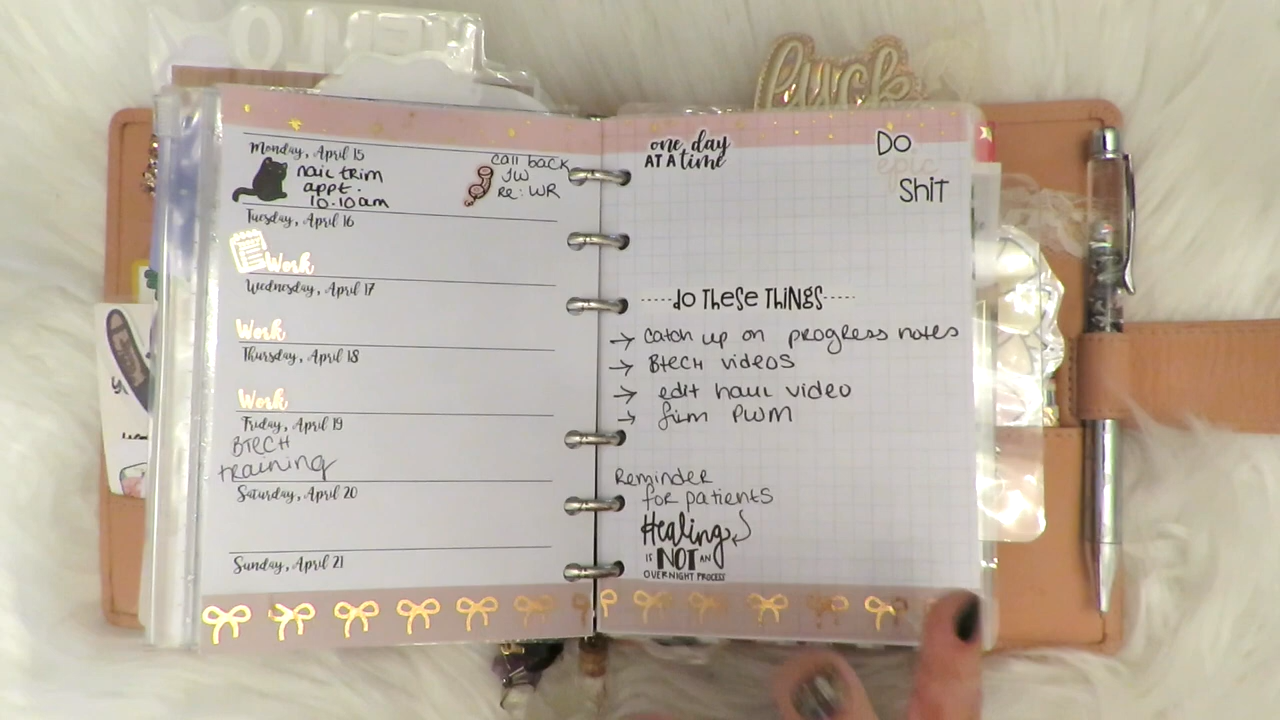 Monday, April 15
nail trim
appt.
10:10am
call back
JW
Re: WR
Tuesday, April 16
Work
Wednesday, April 17
Work
Thursday, April 18
Work
Friday, April 19
BTECH
training
Saturday, April 20
Sunday, April 21
luck
one day
AT A time
DO
epic
SHiT
do THese THiNGS
→ Catch up on progress notes
→ BTECH videos
→ edit haul video
→ film PWM
Reminder
for patients
Healing
IS NOT AN
OVERNIGHT PROCESS